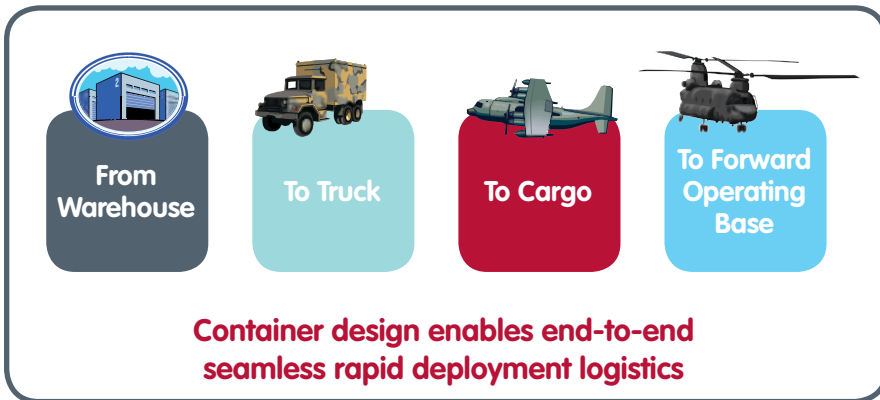 2
From
Warehouse
To Truck
To Cargo
To Forward
Operating
Base
Container design enables end-to-end
seamless rapid deployment logistics